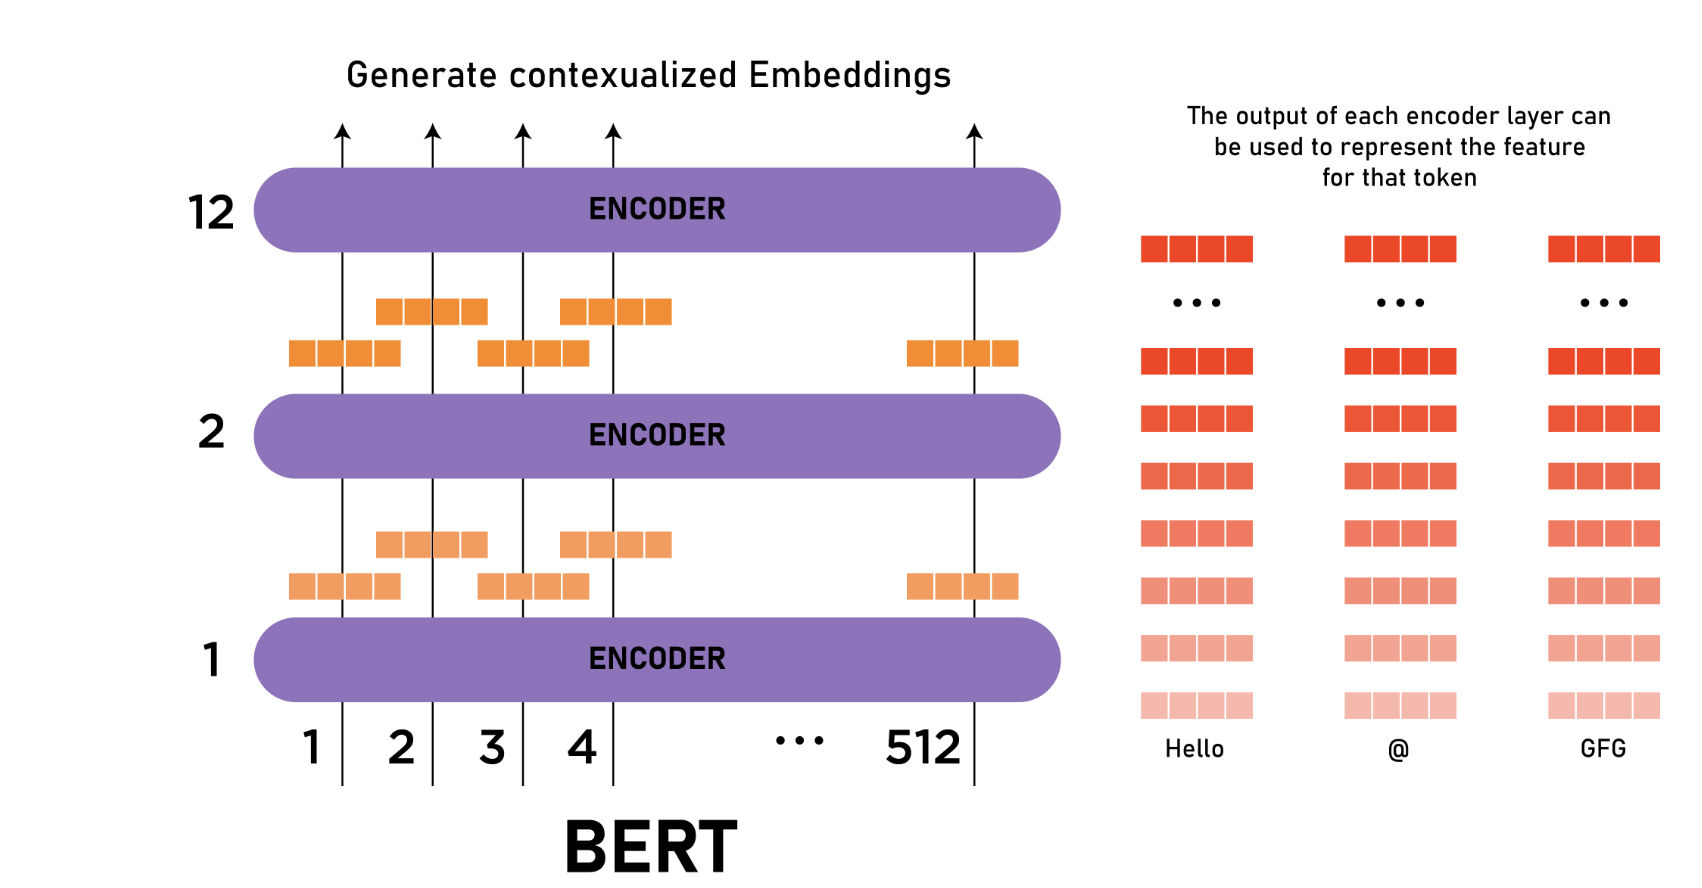 Generate contexualized Embeddings
12
ENCODER
2
ENCODER
1
ENCODER
1 2 3 4 ... 512
BERT
The output of each encoder layer can
be used to represent the feature
for that token
... ... ...
Hello @ GFG